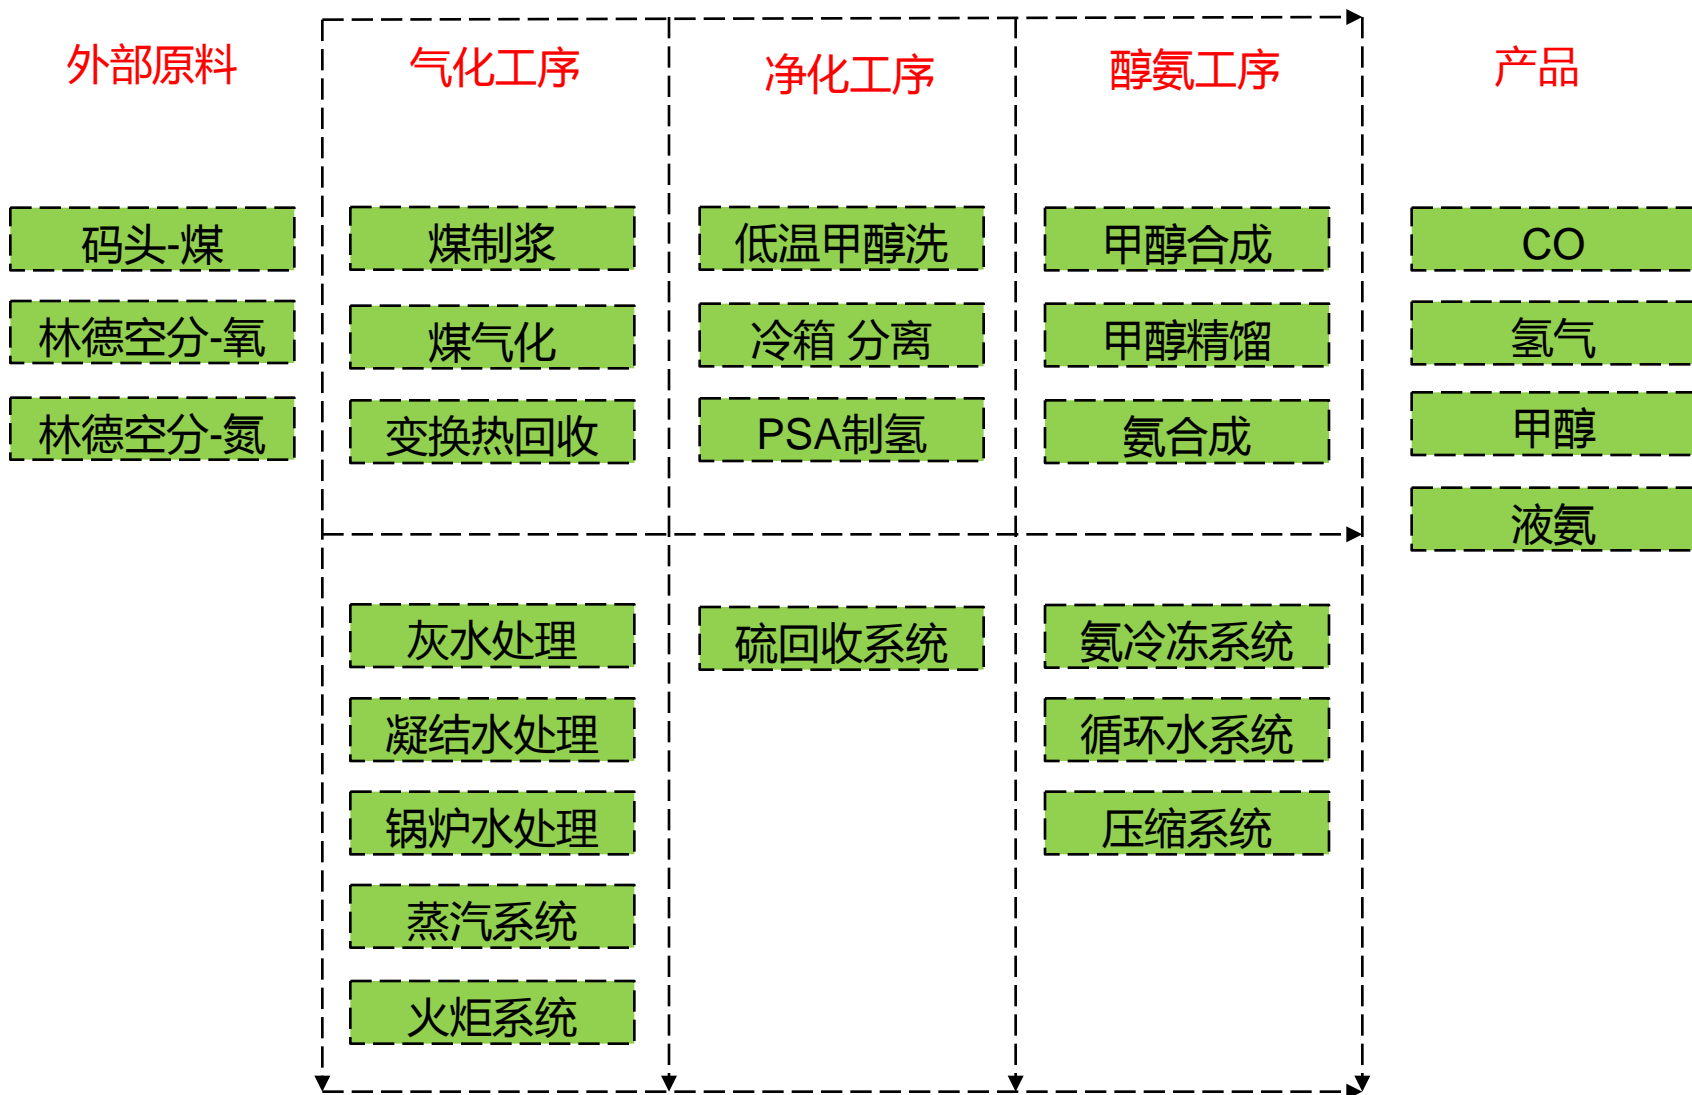 外部原料
气化工序
净化工序
醇氨工序
产品
码头-煤
煤制浆
低温甲醇洗
甲醇合成
CO
林德空分-氧
煤气化
冷箱 分离
甲醇精馏
氢气
林德空分-氮
变换热回收
PSA制氢
氨合成
甲醇
液氨
灰水处理
硫回收系统
氨冷冻系统
凝结水处理
循环水系统
锅炉水处理
压缩系统
蒸汽系统
火炬系统